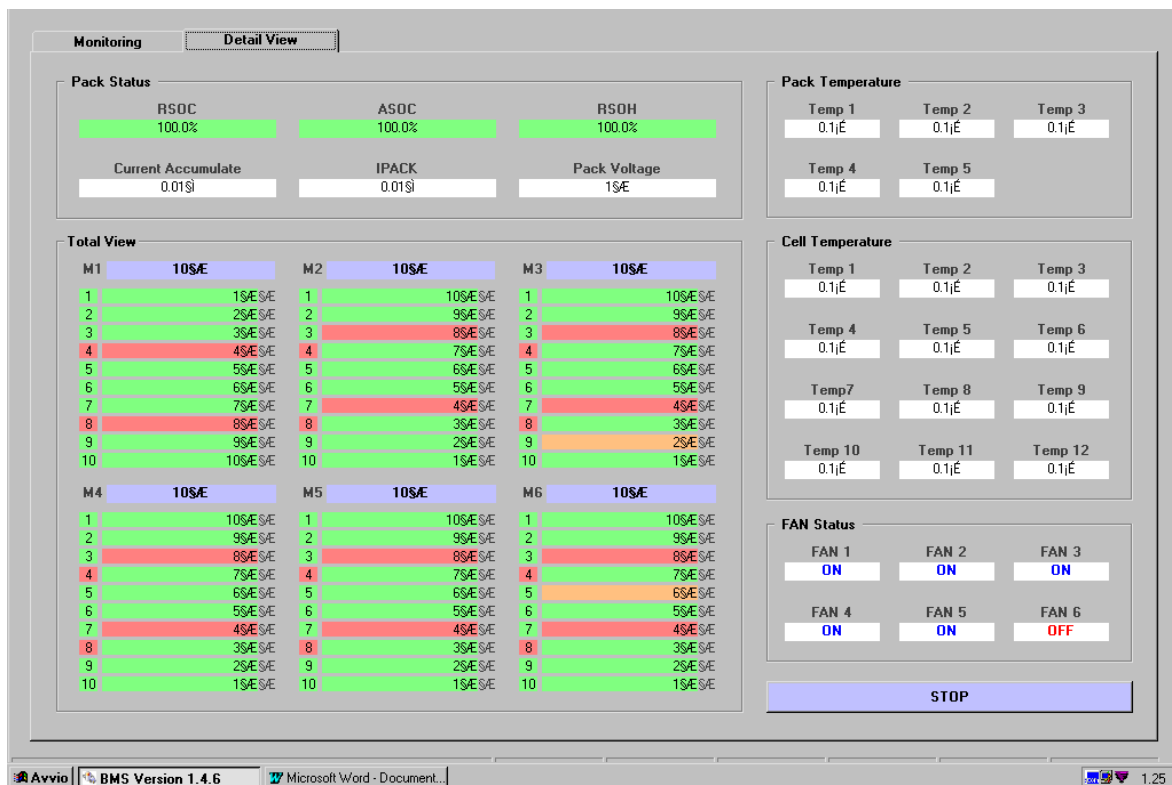 Monitoring Detail View
Pack Status
RSOC ASOC RSOH
100.0% 100.0% 100.0%
Current Accumulate IPACK Pack Voltage
0.01§Ì 0.01§Ì 1§Æ
Pack Temperature
Temp 1 Temp 2 Temp 3
0.1¡É 0.1¡É 0.1¡É
Temp 4 Temp 5
0.1¡É 0.1¡É
Total View
M1 10§Æ M2 10§Æ M3 10§Æ
1 1§Æ§Æ 1 10§Æ§Æ 1 10§Æ§Æ
2 2§Æ§Æ 2 9§Æ§Æ 2 9§Æ§Æ
3 3§Æ§Æ 3 8§Æ§Æ 3 8§Æ§Æ
4 4§Æ§Æ 4 7§Æ§Æ 4 7§Æ§Æ
5 5§Æ§Æ 5 6§Æ§Æ 5 6§Æ§Æ
6 6§Æ§Æ 6 5§Æ§Æ 6 5§Æ§Æ
7 7§Æ§Æ 7 4§Æ§Æ 7 4§Æ§Æ
8 8§Æ§Æ 8 3§Æ§Æ 8 3§Æ§Æ
9 9§Æ§Æ 9 2§Æ§Æ 9 2§Æ§Æ
10 10§Æ§Æ 10 1§Æ§Æ 10 1§Æ§Æ
M4 10§Æ M5 10§Æ M6 10§Æ
1 10§Æ§Æ 1 10§Æ§Æ 1 10§Æ§Æ
2 9§Æ§Æ 2 9§Æ§Æ 2 9§Æ§Æ
3 8§Æ§Æ 3 8§Æ§Æ 3 8§Æ§Æ
4 7§Æ§Æ 4 7§Æ§Æ 4 7§Æ§Æ
5 6§Æ§Æ 5 6§Æ§Æ 5 6§Æ§Æ
6 5§Æ§Æ 6 5§Æ§Æ 6 5§Æ§Æ
7 4§Æ§Æ 7 4§Æ§Æ 7 4§Æ§Æ
8 3§Æ§Æ 8 3§Æ§Æ 8 3§Æ§Æ
9 2§Æ§Æ 9 2§Æ§Æ 9 2§Æ§Æ
10 1§Æ§Æ 10 1§Æ§Æ 10 1§Æ§Æ
Cell Temperature
Temp 1 Temp 2 Temp 3
0.1¡É 0.1¡É 0.1¡É
Temp 4 Temp 5 Temp 6
0.1¡É 0.1¡É 0.1¡É
Temp7 Temp 8 Temp 9
0.1¡É 0.1¡É 0.1¡É
Temp 10 Temp 11 Temp 12
0.1¡É 0.1¡É 0.1¡É
FAN Status
FAN 1 FAN 2 FAN 3
ON ON ON
FAN 4 FAN 5 FAN 6
ON ON OFF
STOP
Avvio BMS Version 1.4.6 Microsoft Word - Document... 1.25